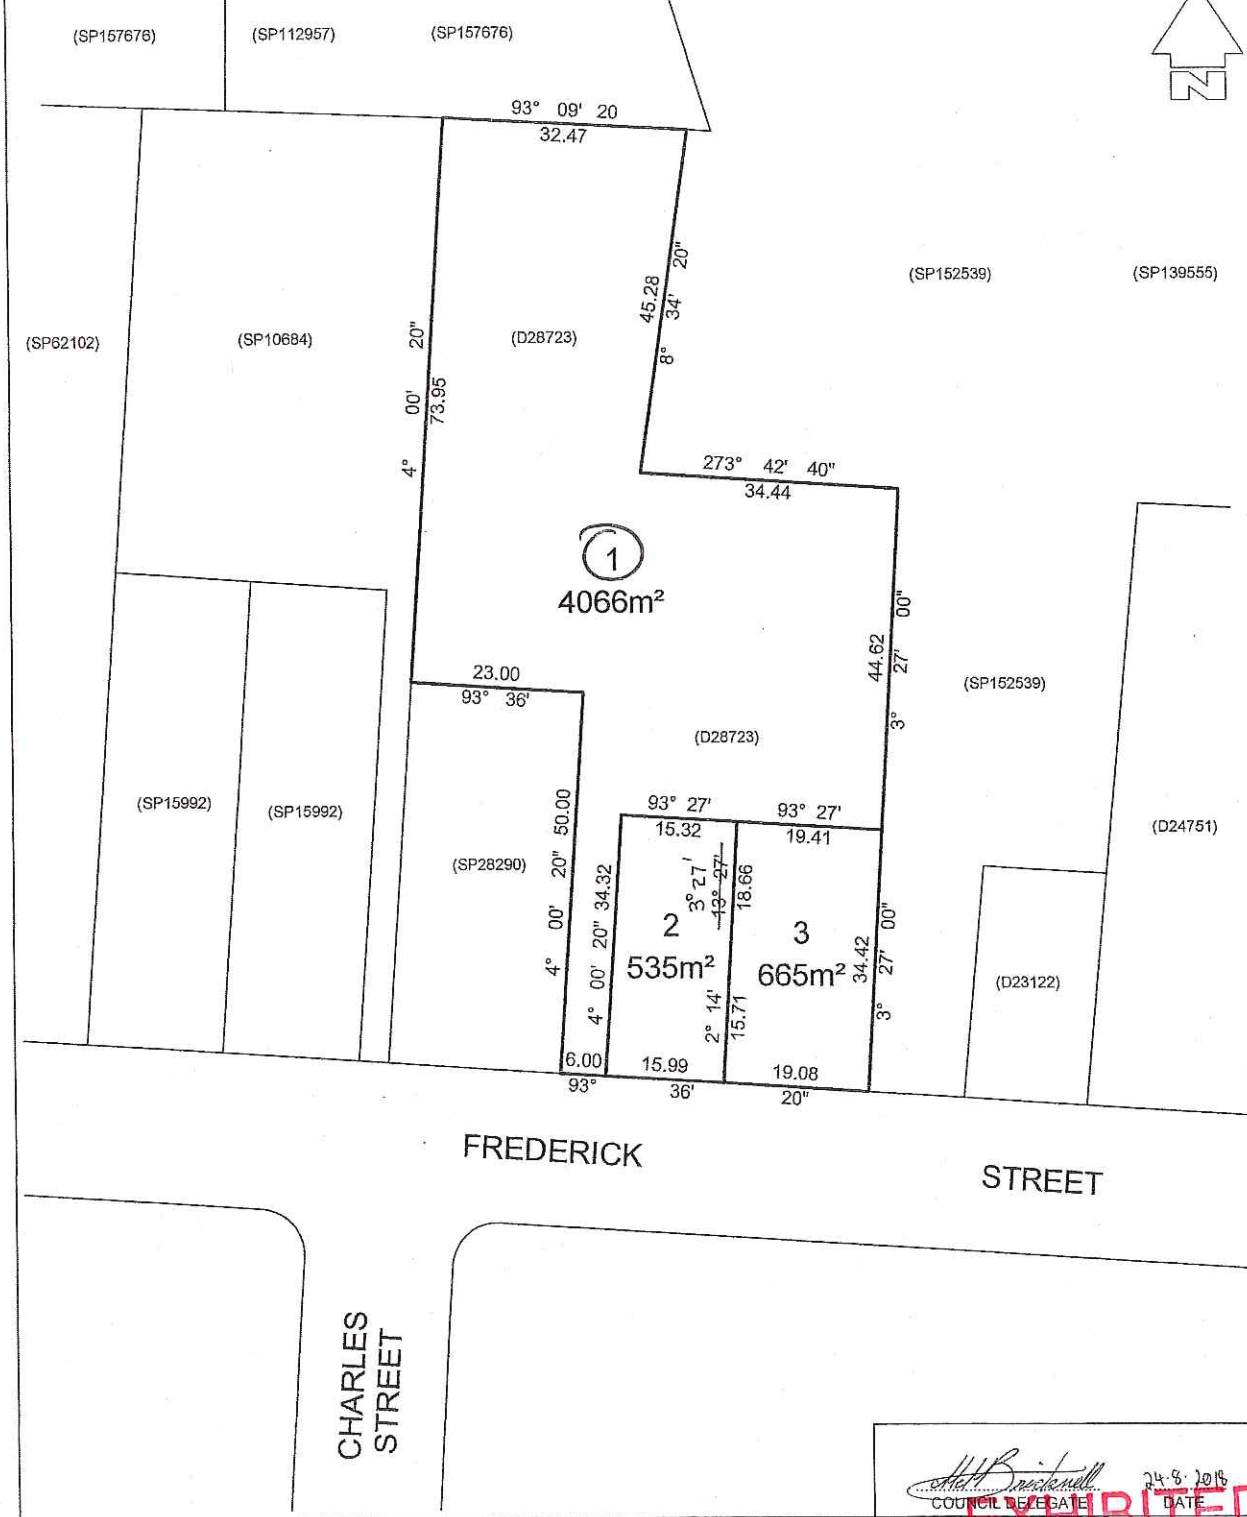 (SP157676)
(SP112957)
(SP157676)
N
93° 09' 20
32.47
(SP62102)
(SP10684)
4° 00' 20"
73.95
(D28723)
45.28
8° 34' 20"
(SP152539)
(SP139555)
273° 42' 40"
34.44
1
4066m²
23.00
93° 36'
44.62
3° 27' 00"
(SP152539)
(D28723)
(SP15992)
(SP15992)
(SP28290)
4° 00' 20" 50.00
93° 27'
15.32
93° 27'
19.41
4° 00' 20" 34.32
3° 27'
13° 27'
18.66
2
535m²
3
665m²
2° 14'
15.71
34.42
3° 27' 00"
(D24751)
(D23122)
6.00
15.99
19.08
93° 36' 20"
FREDERICK STREET
CHARLES
STREET
24·8·2018
COUNCIL DELEGATE
DATE
EXHIBITED